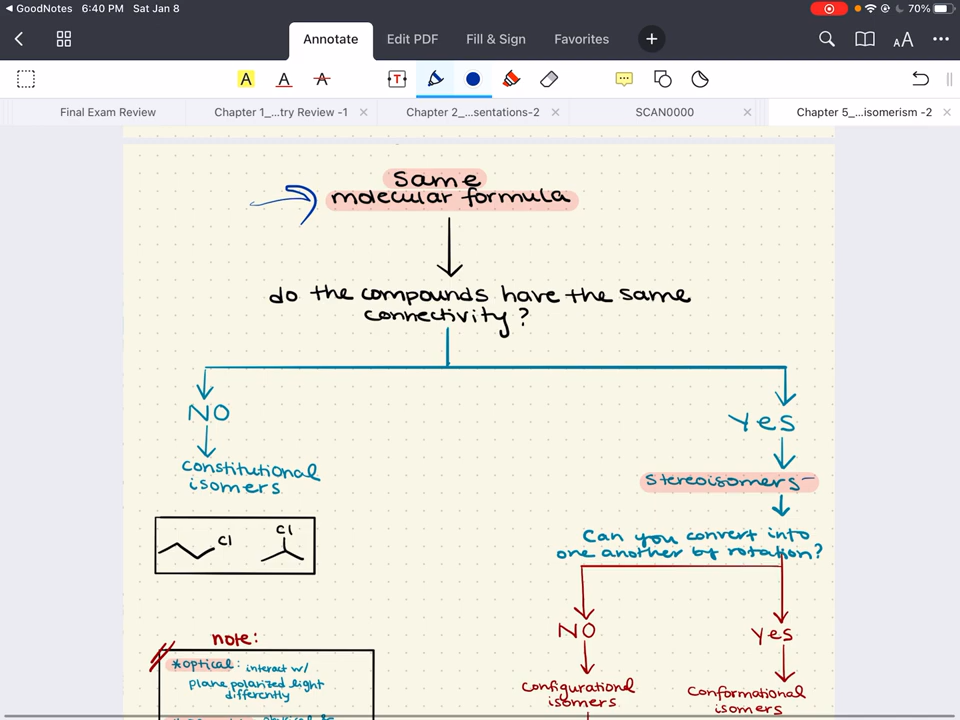 GoodNotes 6:40 PM Sat Jan 8 70%
Annotate Edit PDF Fill & Sign Favorites
AA
A A A T
Final Exam Review Chapter 1_...try Review -1 Chapter 2_...sentations-2 SCAN0000 Chapter 5_...isomerism -2
same
molecular formula
do the compounds have the same
connectivity?
NO
Yes
constitutional
isomers
stereoisomers
Cl
Cl
Can you convert into
one another by rotation?
NO
Yes
note:
*optical: interact w/
plane polarized light
differently
configurational
isomers
Conformational
isomers